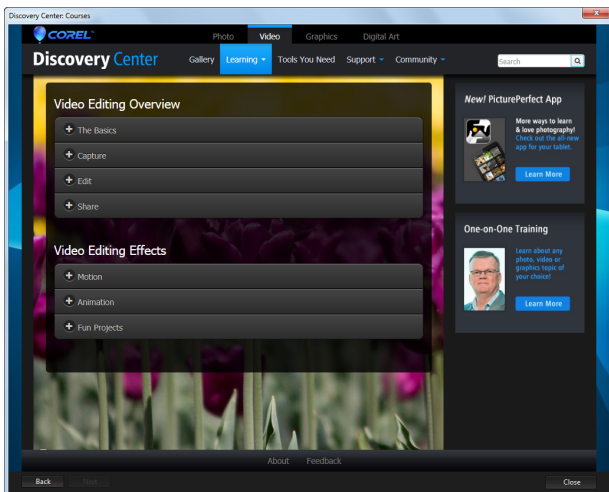 Discovery Center: Courses
COREL
Photo Video Graphics Digital Art
Discovery Center
Gallery Learning Tools You Need Support Community
Search
Video Editing Overview
The Basics
Capture
Edit
Share
Video Editing Effects
Motion
Animation
Fun Projects
New! PicturePerfect App
More ways to learn
& love photography!
Check out the all-new
app for your tablet.
Learn More
One-on-One Training
Learn about any
photo, video or
graphics topic of
your choice!
Learn More
About Feedback
Back Next Close